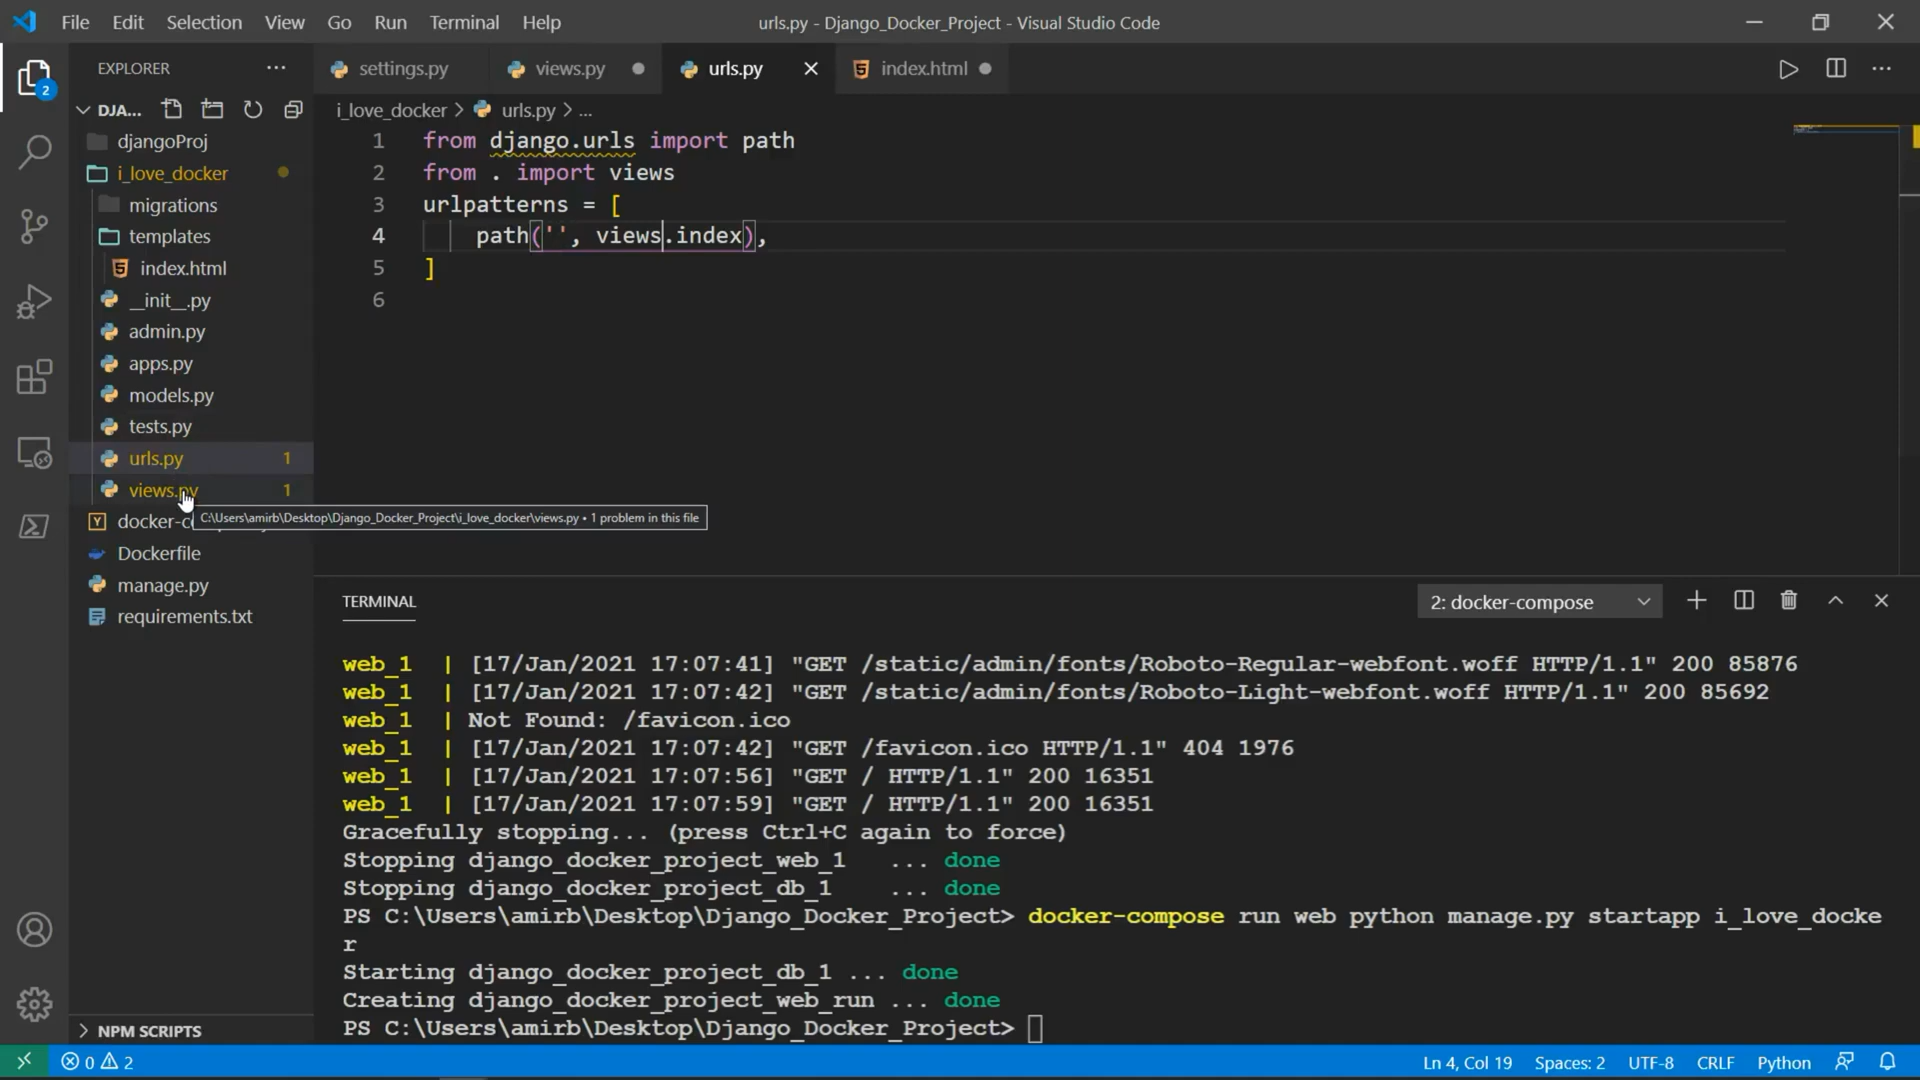 File Edit Selection View Go Run Terminal Help
urls.py - Django_Docker_Project - Visual Studio Code
EXPLORER
settings.py
views.py
urls.py
index.html
2
DJA...
i_love_docker > urls.py > ...
djangoProj
i_love_docker
migrations
templates
index.html
__init__.py
admin.py
apps.py
models.py
tests.py
urls.py 1
views.py 1
C:\Users\amirb\Desktop\Django_Docker_Project\i_love_docker\views.py • 1 problem in this file
docker-c
Dockerfile
manage.py
requirements.txt
NPM SCRIPTS
1 from django.urls import path
2 from . import views
3 urlpatterns = [
4 path('', views.index),
5 ]
6
TERMINAL
2: docker-compose
web_1 | [17/Jan/2021 17:07:41] "GET /static/admin/fonts/Roboto-Regular-webfont.woff HTTP/1.1" 200 85876
web_1 | [17/Jan/2021 17:07:42] "GET /static/admin/fonts/Roboto-Light-webfont.woff HTTP/1.1" 200 85692
web_1 | Not Found: /favicon.ico
web_1 | [17/Jan/2021 17:07:42] "GET /favicon.ico HTTP/1.1" 404 1976
web_1 | [17/Jan/2021 17:07:56] "GET / HTTP/1.1" 200 16351
web_1 | [17/Jan/2021 17:07:59] "GET / HTTP/1.1" 200 16351
Gracefully stopping... (press Ctrl+C again to force)
Stopping django_docker_project_web_1 ... done
Stopping django_docker_project_db_1 ... done
PS C:\Users\amirb\Desktop\Django_Docker_Project> docker-compose run web python manage.py startapp i_love_docke
r
Starting django_docker_project_db_1 ... done
Creating django_docker_project_web_run ... done
PS C:\Users\amirb\Desktop\Django_Docker_Project>
0 2
Ln 4, Col 19 Spaces: 2 UTF-8 CRLF Python